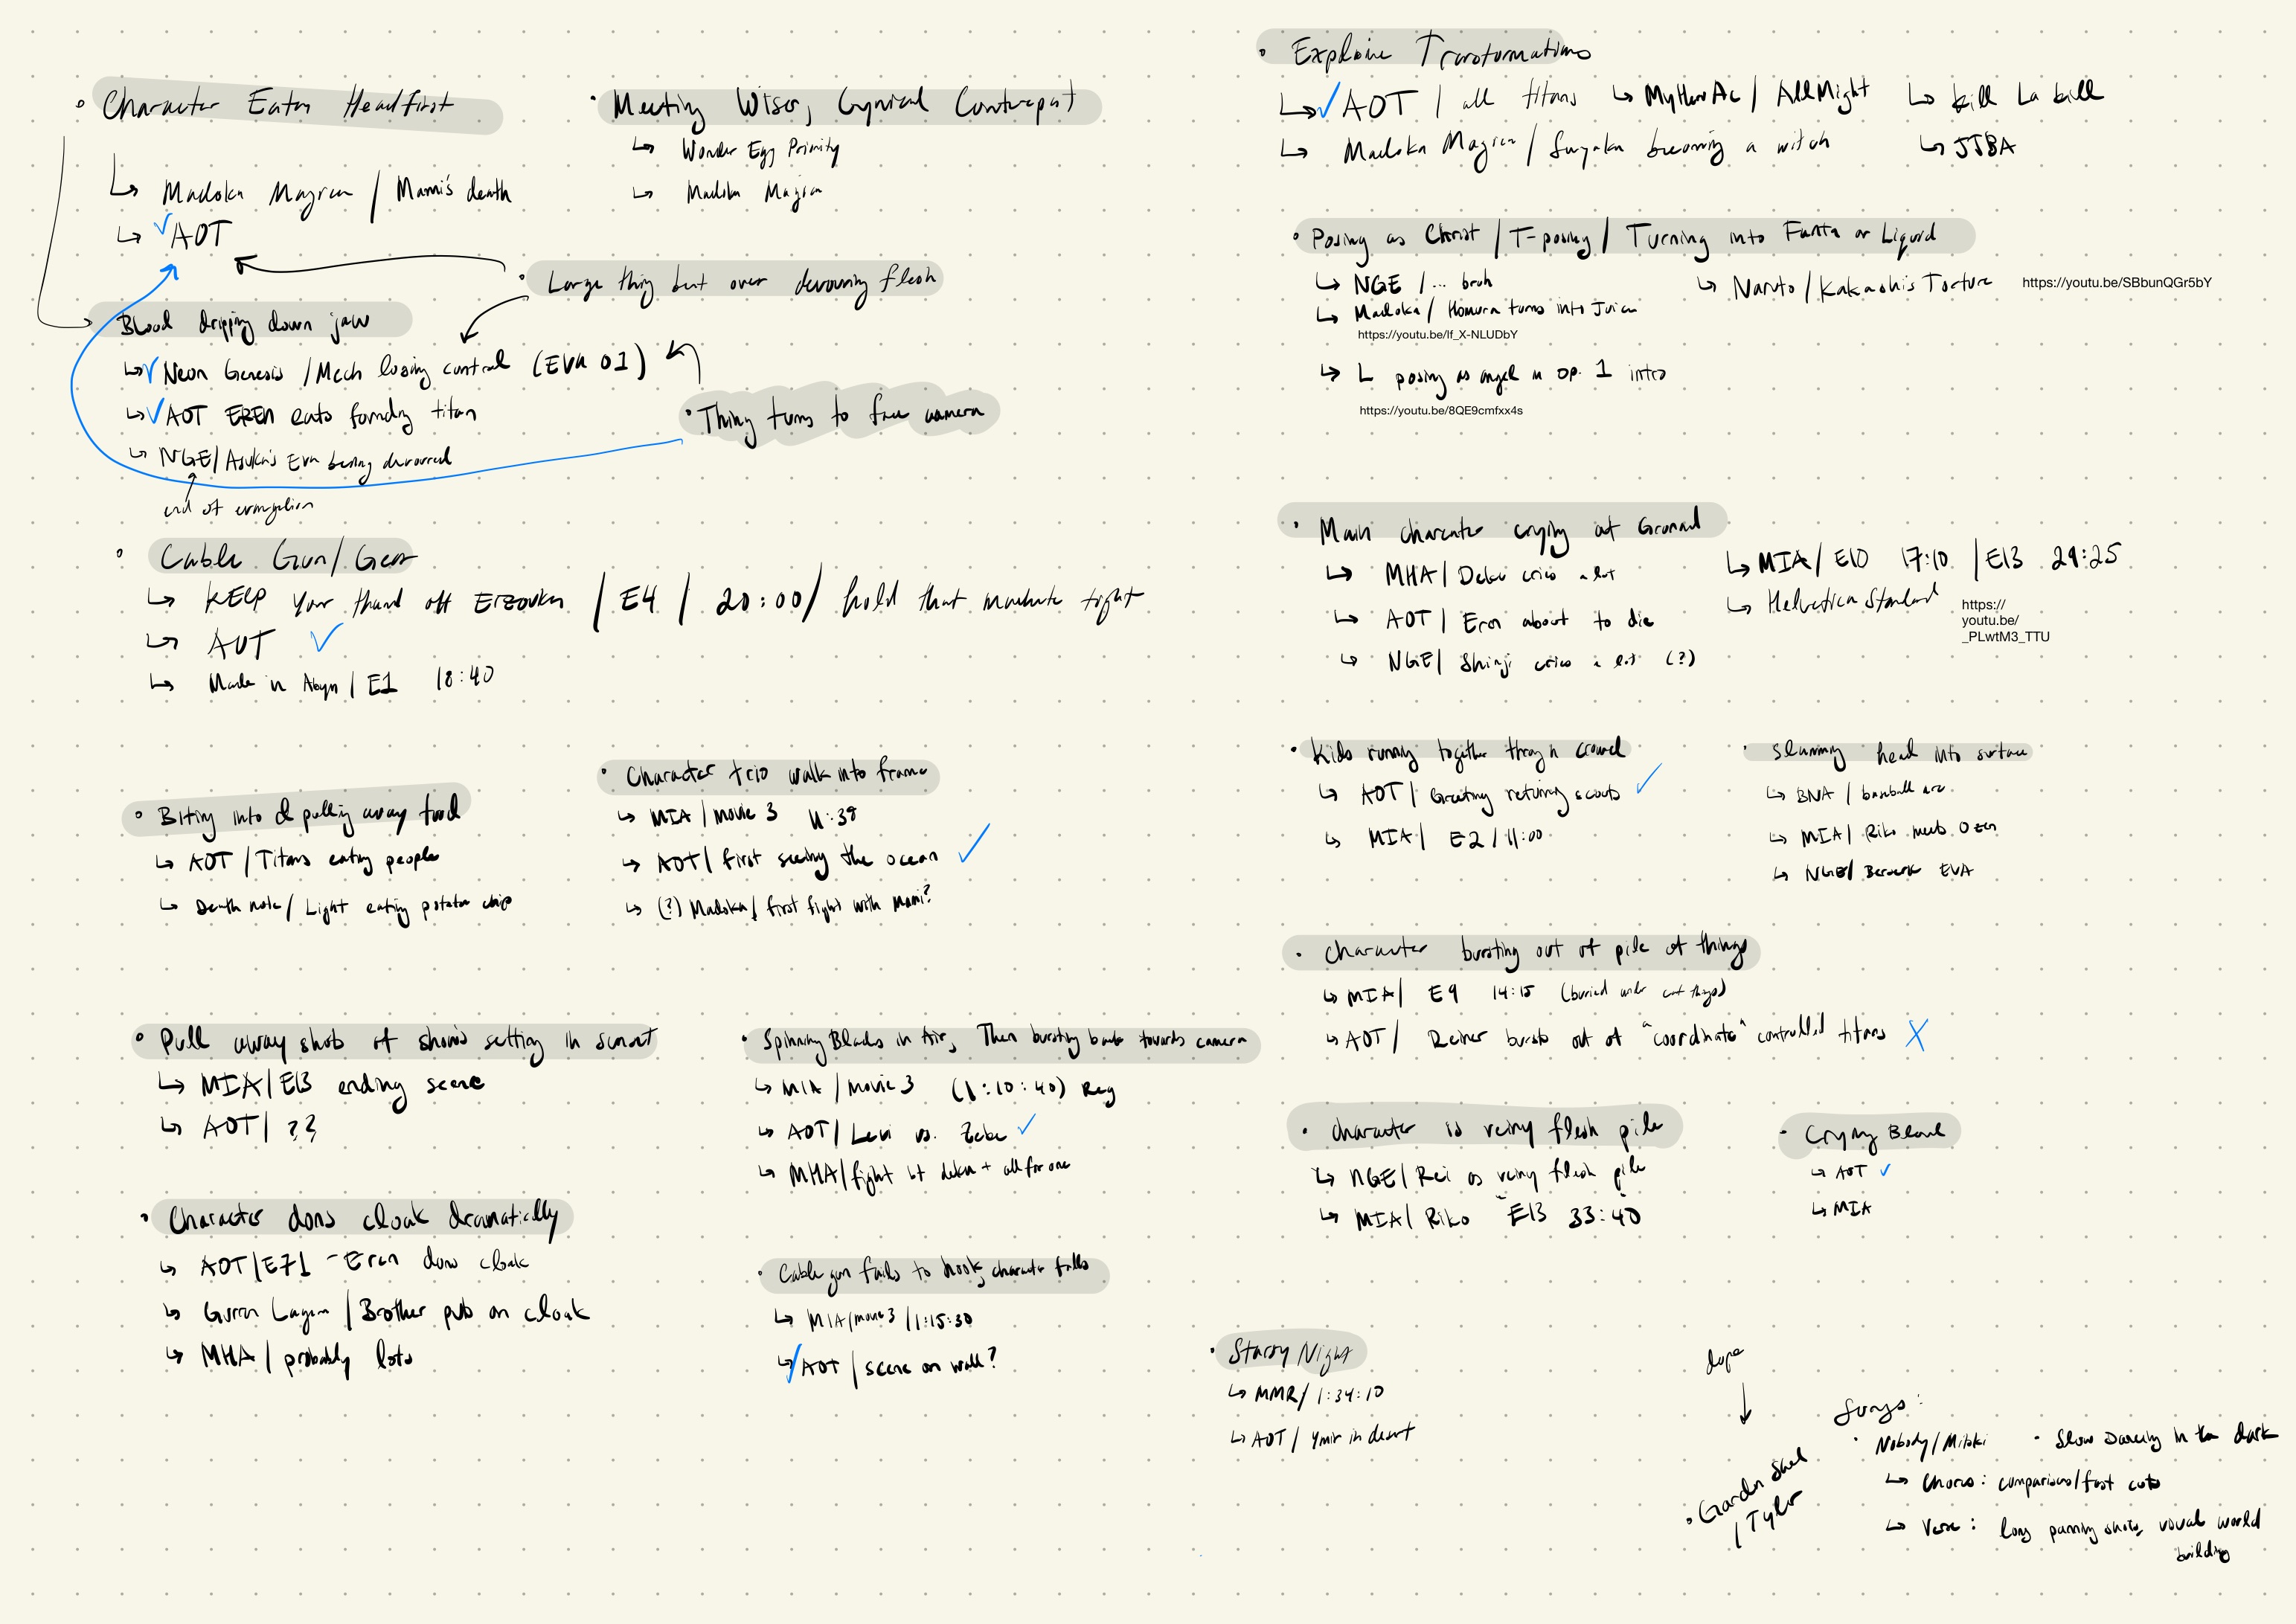 • Character Eaten Headfirst
↳ Madoka Magica / Mami's death
↳ ✓ AOT
• Meeting Wiser, Cynical Counterpart
↳ Wonder Egg Priority
↳ Madoka Magica
• Large thing bent over devouring flesh
Blood dripping down jaw
↳ ✓ Neon Genesis / Mech losing control (EVA 01)
↳ ✓ AOT EREN eats foundry titan
↳ NGE / Asuka's Eva being devoured
end of evangelion
• Thing turns to face camera
• Cable Gun / Gear
↳ KEEP your hand off Eizouken / E4 / 20:00 / hold that machete tight
↳ AOT ✓
↳ Made in Abyss / E1 18:40
• Biting into & pulling away food
↳ AOT / Titans eating people
↳ Death note / Light eating potato chip
• Character trio walk into frame
↳ MIA / movie 3 11:38
↳ AOT / first seeing the ocean ✓
↳ (?) Madoka / first fight with mami?
• Pull away shot of show's setting in sunset
↳ MIA / E13 ending scene
↳ AOT / ??
• Spinning Blades in Air, Then bursting back towards camera
↳ MIA / movie 3 (1:10:40) Reg
↳ AOT / Levi vs. Zeke ✓
↳ MHA / fight bt deku + all for one
• Character dons cloak dramatically
↳ AOT / E71 - Eren dons cloak
↳ Gurren Lagann / Brother puts on cloak
↳ MHA / probably lots
• Cable gun fails to hook, character falls
↳ MIA / movie 3 / 1:15:30
↳ ✓ AOT / scene on wall?
• Explosive Transformations
↳ ✓ AOT / all titans ↳ MyHeroAc / AllMight ↳ kill La kill
↳ Madoka Magica / Sayaka becoming a witch ↳ JJBA
• Posing as Christ / T-posing / Turning into Fanta or Liquid
↳ NGE / ... bruh ↳ Naruto / Kakashi's Torture https://youtu.be/SBbunQGr5bY
↳ Madoka / Homura turns into Juice
https://youtu.be/lf_X-NLUDbY
↳ L posing as angel in op. 1 intro
https://youtu.be/8QE9cmfxx4s
• Main character crying at Ground
↳ MHA / Deku cries a lot
↳ AOT / Eren about to die
↳ NGE / Shinji cries a lot (?)
↳ MIA / E10 17:10 / E13 29:25
↳ Helvetica Standard
https://
youtu.be/
_PLwtM3_TTU
• Kids running together through crowd
↳ AOT / Greeting returning scouts ✓
↳ MIA / E2 / 11:00
• Slamming head into surface
↳ BNA / baseball arc
↳ MIA / Riko meets Ozen
↳ NGE / Berserk EVA
• Character bursting out of pile of things
↳ MIA / E9 14:15 (buried under things)
↳ AOT / Reiner bursts out of "coordinate" controlled titans X
• Character is veiny flesh pile
↳ NGE / Rei as veiny flesh pile
↳ MIA / Riko E13 33:40
• Crying Blood
↳ AOT ✓
↳ MIA
• Starry Night
↳ MMR / 1:34:10
↳ AOT / Ymir in desert
dope
• Garden Shed
/ Tyler
Songs:
• Nobody / Mitski • Slow Dancing in the dark
↳ Chorus: comparisons / fast cuts
↳ Verse: long panning shots, visual world
building